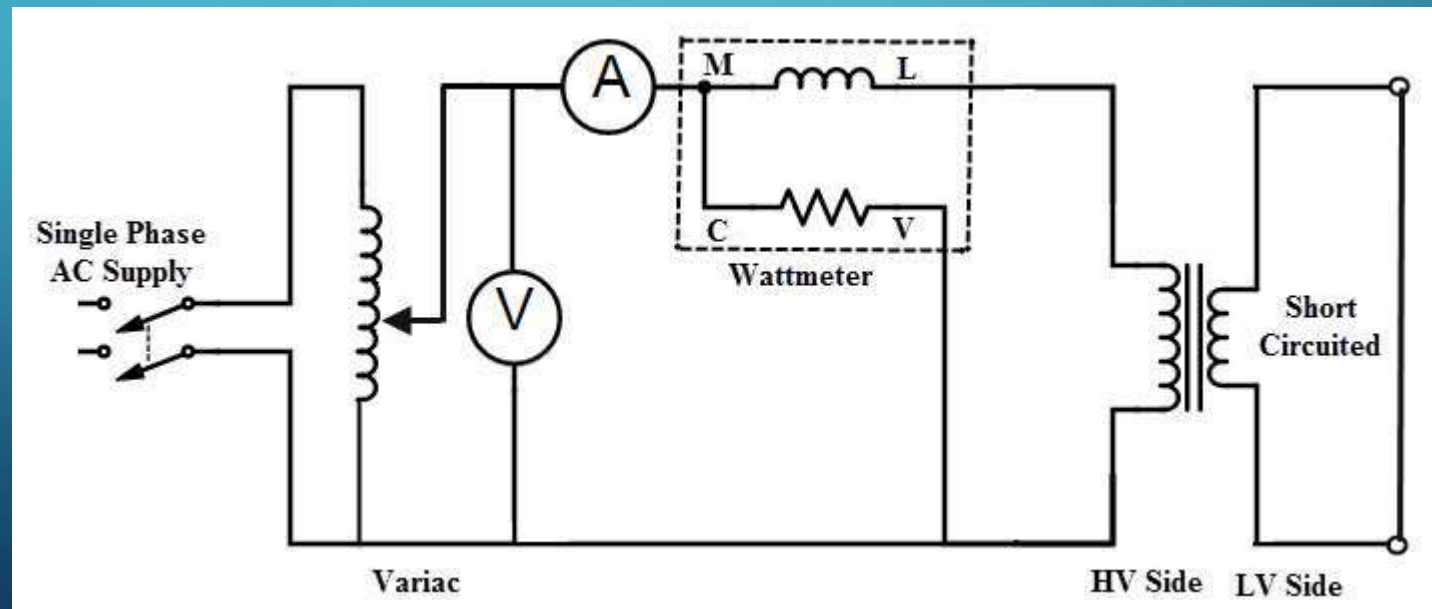 A
M
L
C
V
Wattmeter
Single Phase
AC Supply
V
Short
Circuited
Variac
HV Side
LV Side